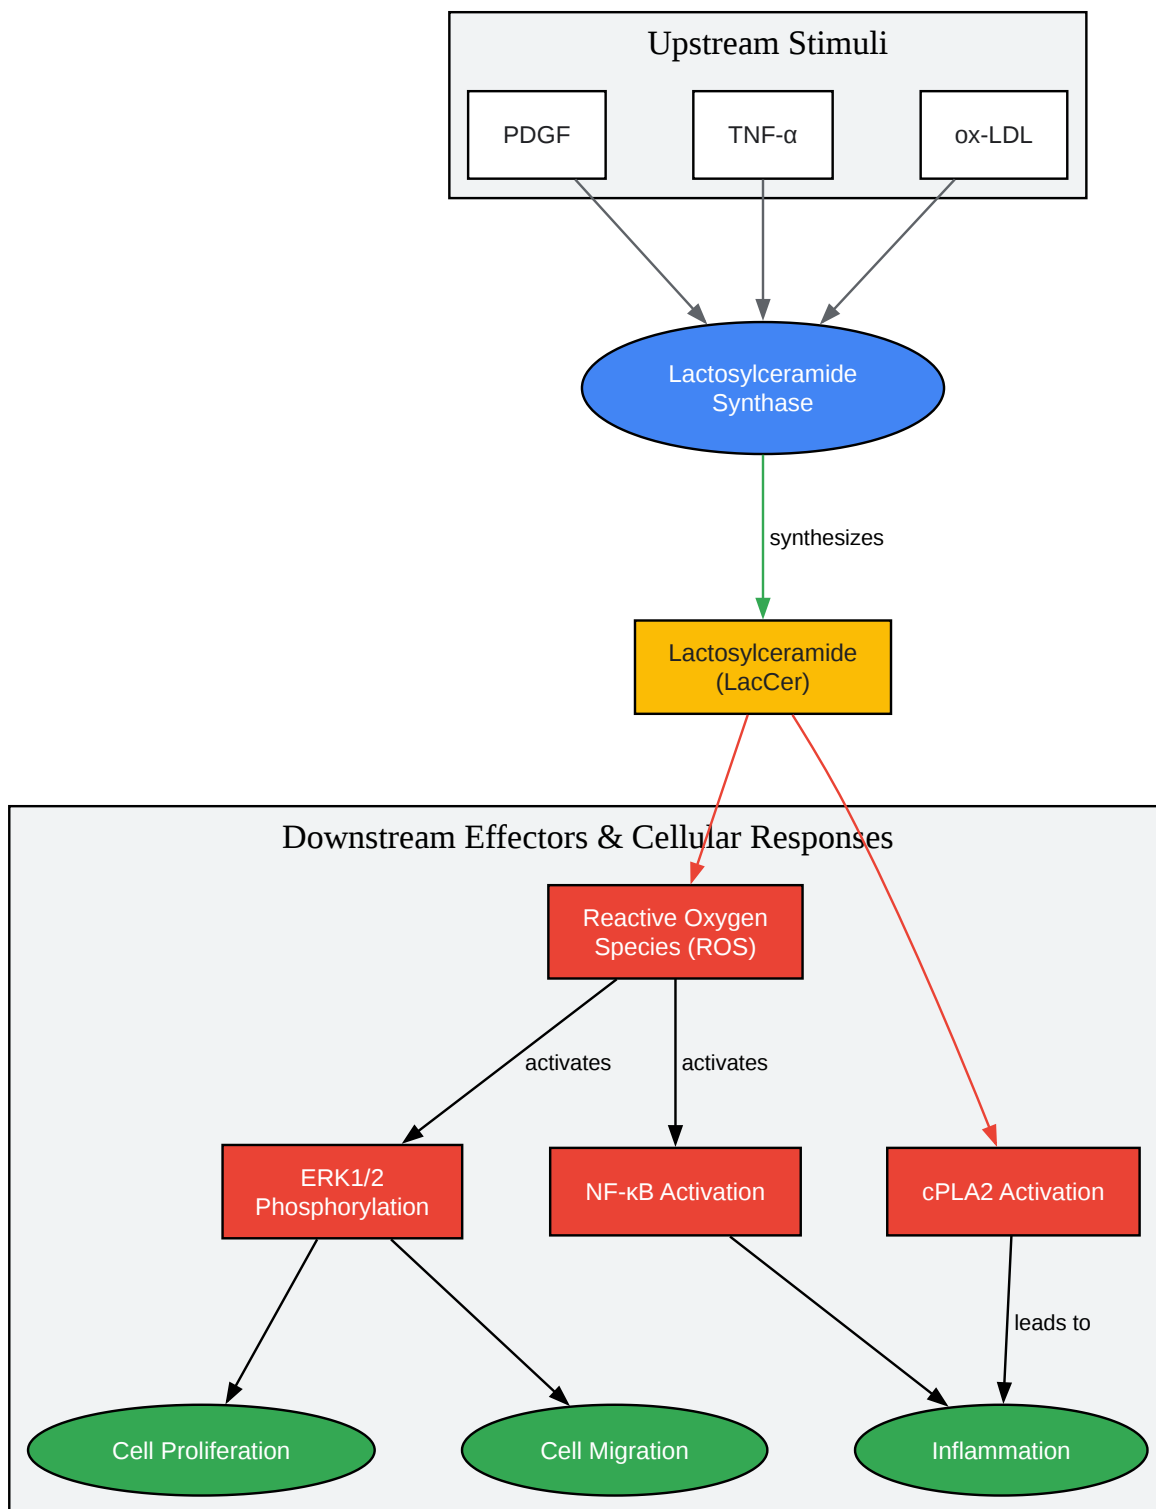 Upstream Stimuli
PDGF
TNF-α
ox-LDL
Lactosylceramide
Synthase
synthesizes
Lactosylceramide
(LacCer)
Downstream Effectors & Cellular Responses
Reactive Oxygen
Species (ROS)
activates
activates
ERK1/2
Phosphorylation
NF-κB Activation
cPLA2 Activation
leads to
Cell Proliferation
Cell Migration
Inflammation